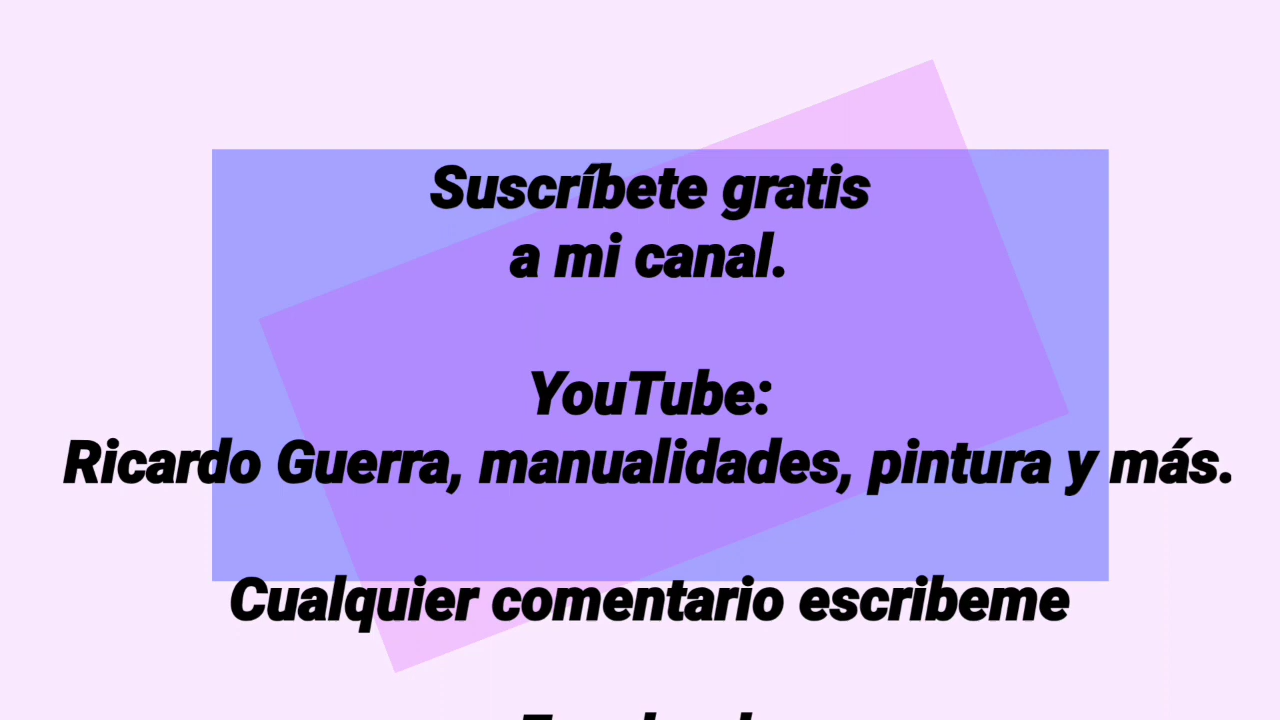 Suscríbete gratis
a mi canal.
YouTube:
Ricardo Guerra, manualidades, pintura y más.
Cualquier comentario escribeme